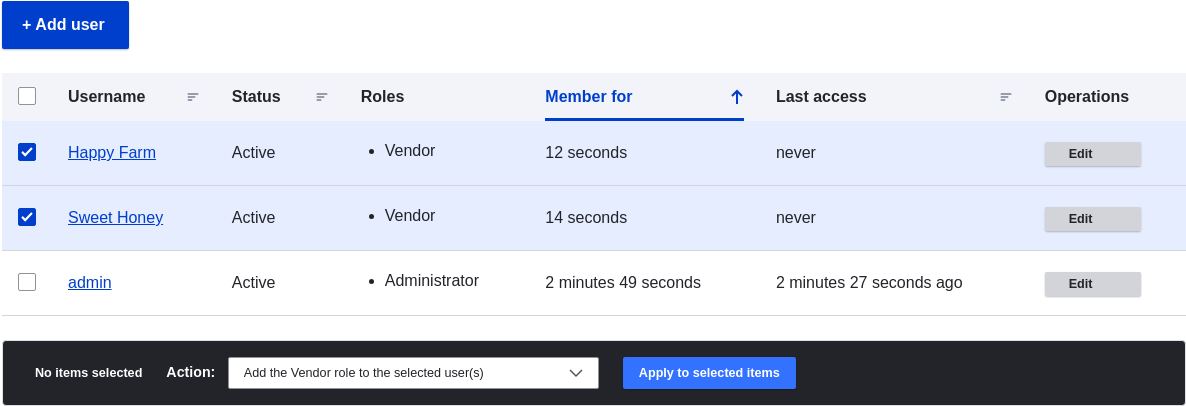 + Add user
Username Status Roles Member for Last access Operations
Happy Farm Active • Vendor 12 seconds never Edit
Sweet Honey Active • Vendor 14 seconds never Edit
admin Active • Administrator 2 minutes 49 seconds 2 minutes 27 seconds ago Edit
No items selected Action: Add the Vendor role to the selected user(s) Apply to selected items